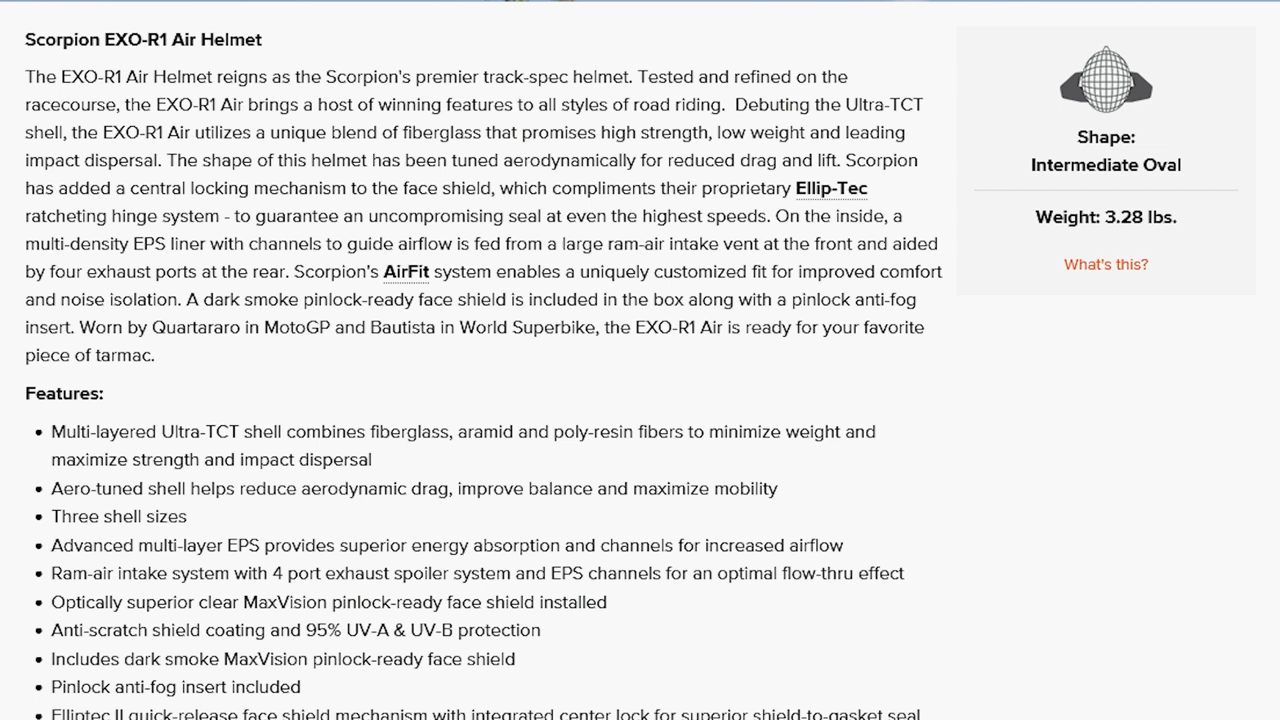 Scorpion EXO-R1 Air Helmet
The EXO-R1 Air Helmet reigns as the Scorpion's premier track-spec helmet. Tested and refined on the
racecourse, the EXO-R1 Air brings a host of winning features to all styles of road riding.  Debuting the Ultra-TCT
shell, the EXO-R1 Air utilizes a unique blend of fiberglass that promises high strength, low weight and leading
impact dispersal. The shape of this helmet has been tuned aerodynamically for reduced drag and lift. Scorpion
has added a central locking mechanism to the face shield, which compliments their proprietary Ellip-Tec
ratcheting hinge system - to guarantee an uncompromising seal at even the highest speeds. On the inside, a
multi-density EPS liner with channels to guide airflow is fed from a large ram-air intake vent at the front and aided
by four exhaust ports at the rear. Scorpion's AirFit system enables a uniquely customized fit for improved comfort
and noise isolation. A dark smoke pinlock-ready face shield is included in the box along with a pinlock anti-fog
insert. Worn by Quartararo in MotoGP and Bautista in World Superbike, the EXO-R1 Air is ready for your favorite
piece of tarmac.
Features:
• Multi-layered Ultra-TCT shell combines fiberglass, aramid and poly-resin fibers to minimize weight and
maximize strength and impact dispersal
• Aero-tuned shell helps reduce aerodynamic drag, improve balance and maximize mobility
• Three shell sizes
• Advanced multi-layer EPS provides superior energy absorption and channels for increased airflow
• Ram-air intake system with 4 port exhaust spoiler system and EPS channels for an optimal flow-thru effect
• Optically superior clear MaxVision pinlock-ready face shield installed
• Anti-scratch shield coating and 95% UV-A & UV-B protection
• Includes dark smoke MaxVision pinlock-ready face shield
• Pinlock anti-fog insert included
• Elliptec II quick-release face shield mechanism with integrated center lock for superior shield-to-gasket seal
Shape:
Intermediate Oval
Weight: 3.28 lbs.
What's this?